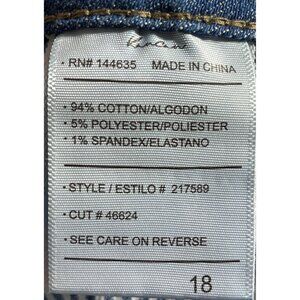 · RN# 144635 MADE IN CHINA
· 94% COTTON/ALGODON
· 5% POLYESTER/POLIESTER
· 1% SPANDEX/ELASTANO
· STYLE / ESTILO # 217589
· CUT # 46624
· SEE CARE ON REVERSE
18